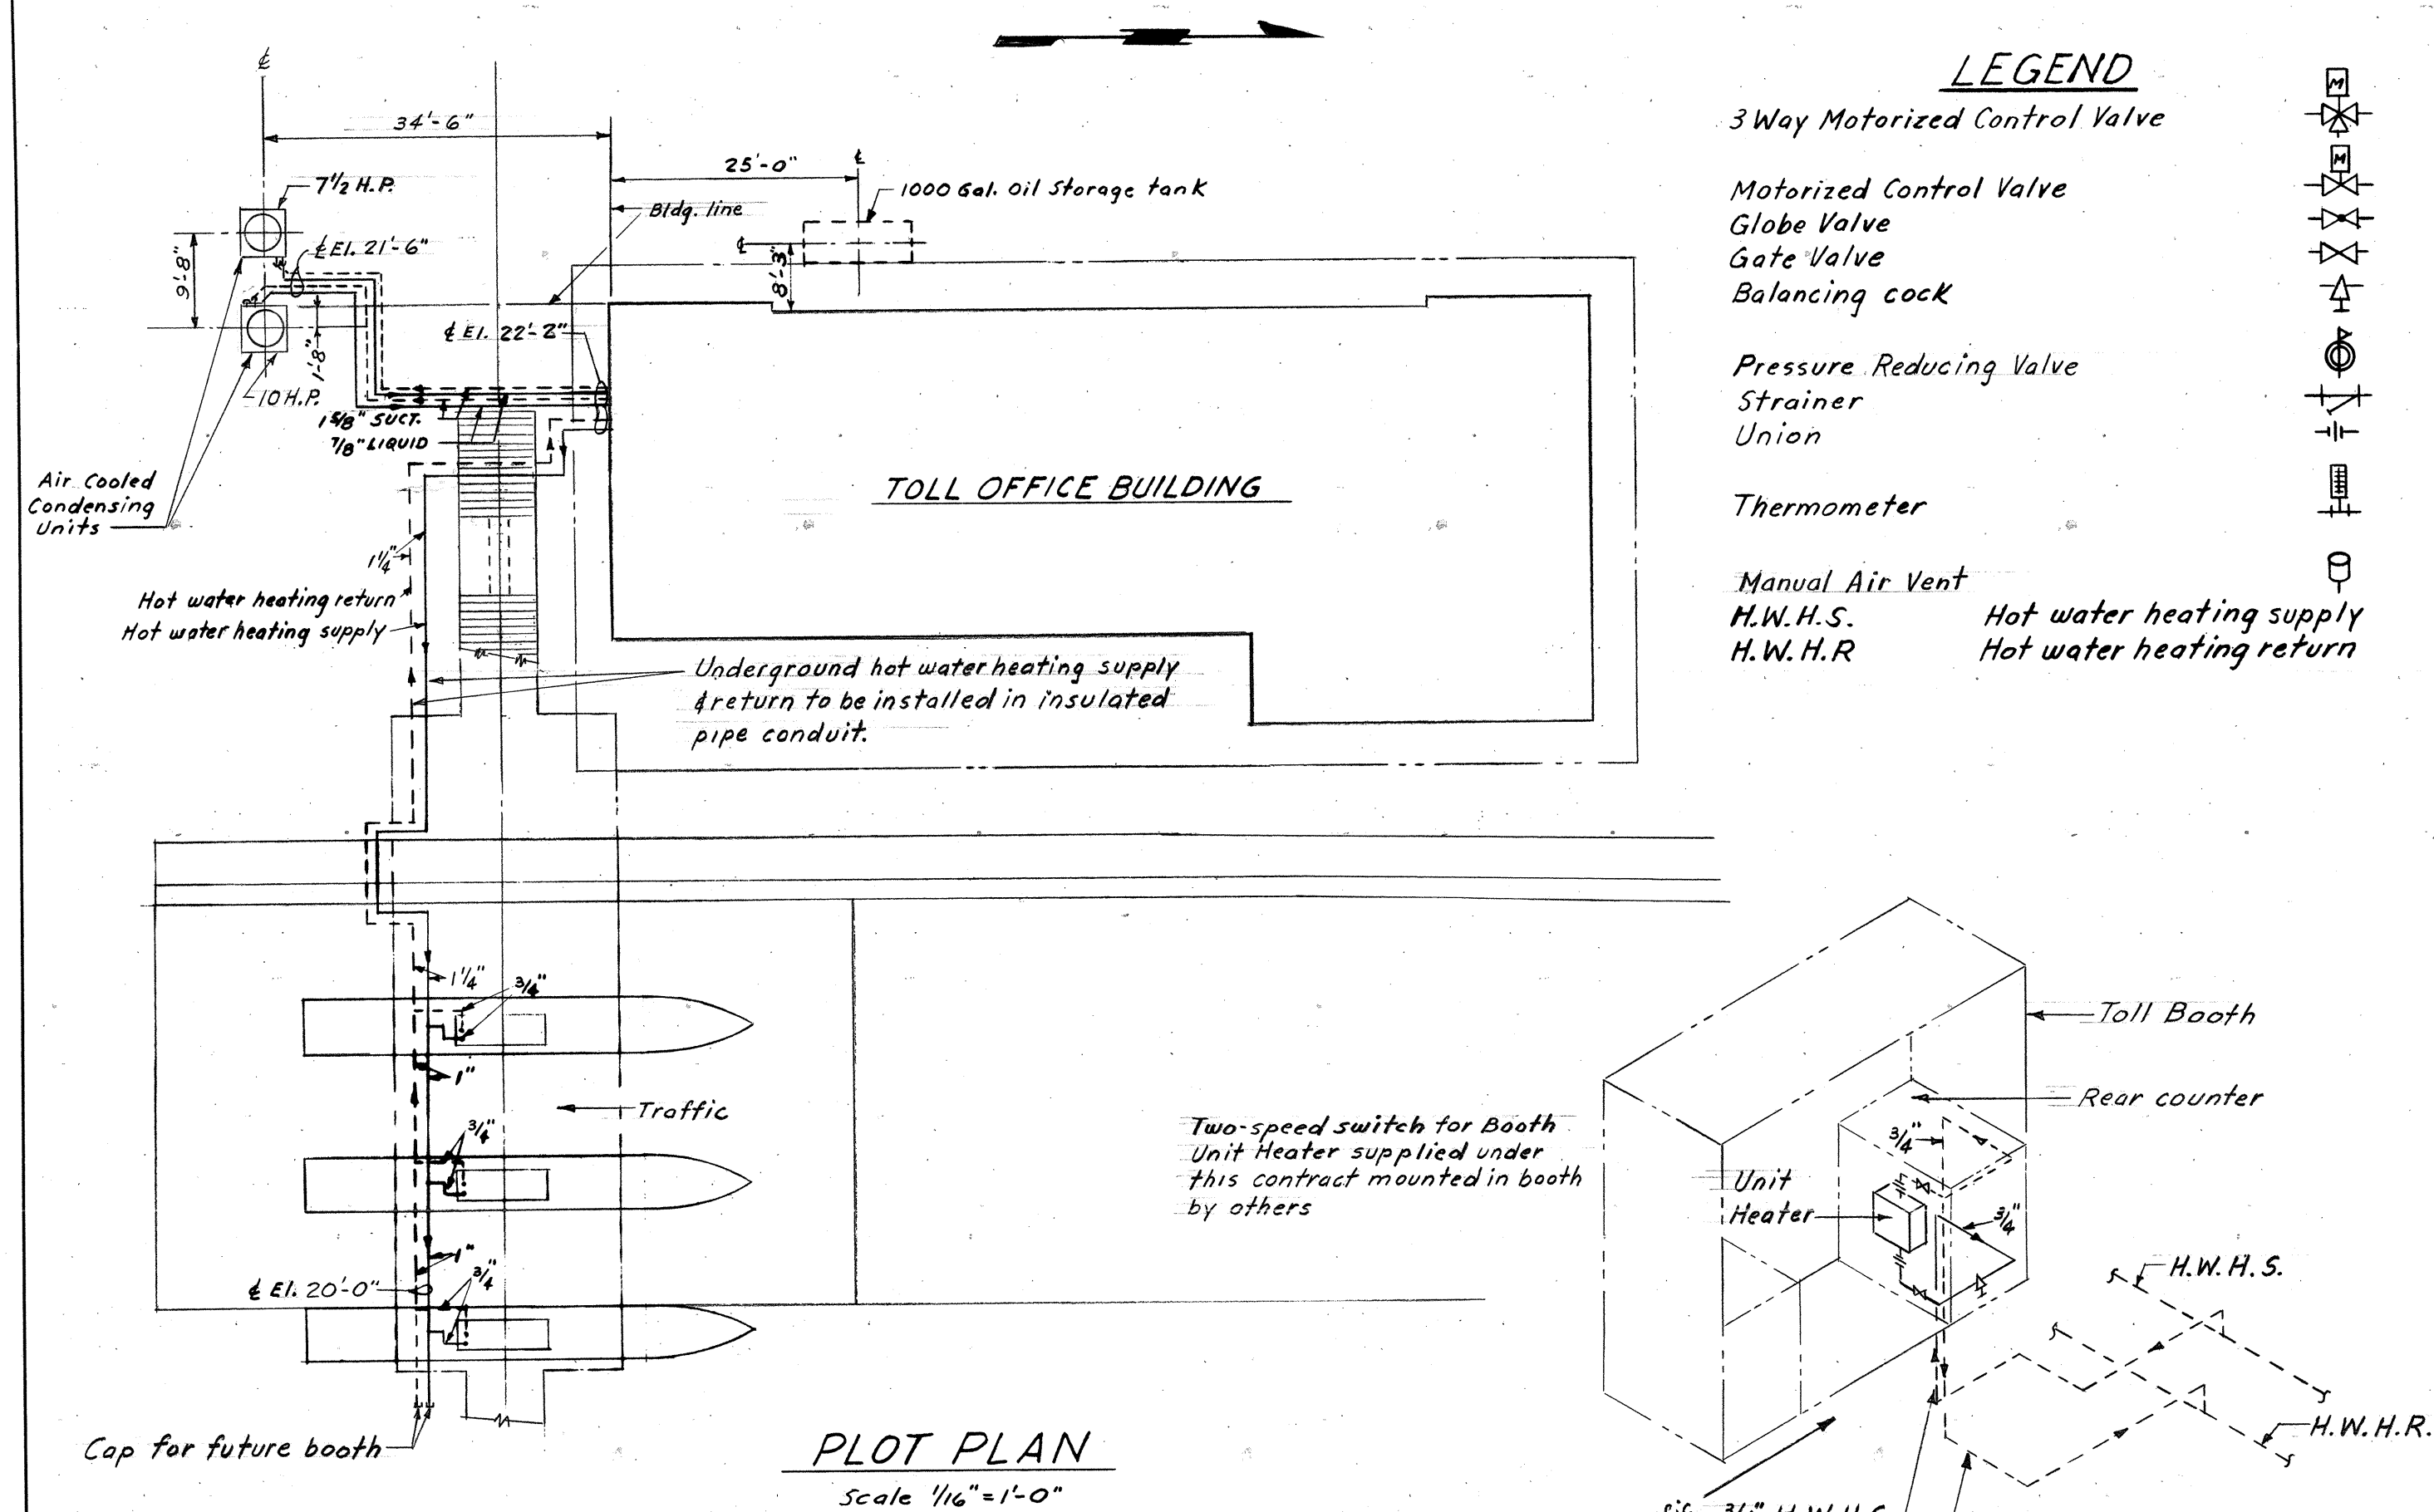 LEGEND
3 Way Motorized Control Valve
M
Motorized Control Valve
M
Globe Valve
Gate Valve
Balancing cock
Pressure Reducing Valve
Strainer
Union
Thermometer
Manual Air Vent
H.W.H.S. Hot water heating supply
H.W.H.R Hot water heating return
℄
34'-6"
25'-0"
℄
7½ H.P.
1000 Gal. Oil Storage tank
Bldg. line
℄ El. 21'-6"
℄
9'-8"
8'-3"
℄ El. 22'-2"
1'-8"
10 H.P.
1 5/8" SUCT.
7/8" LIQUID
Air Cooled
Condensing
Units
TOLL OFFICE BUILDING
1¼"
Hot water heating return
Hot water heating supply
Underground hot water heating supply
& return to be installed in insulated
pipe conduit.
1¼"
3/4"
1"
Traffic
3/4"
1"
3/4"
℄ El. 20'-0"
Cap for future booth
PLOT PLAN
Scale 1/16" = 1'-0"
Two-speed switch for Booth
Unit Heater supplied under
this contract mounted in booth
by others
Toll Booth
Rear counter
3/4"
Unit
Heater
3/4"
H.W.H.S.
H.W.H.R.
3/4" H.W.H.S.